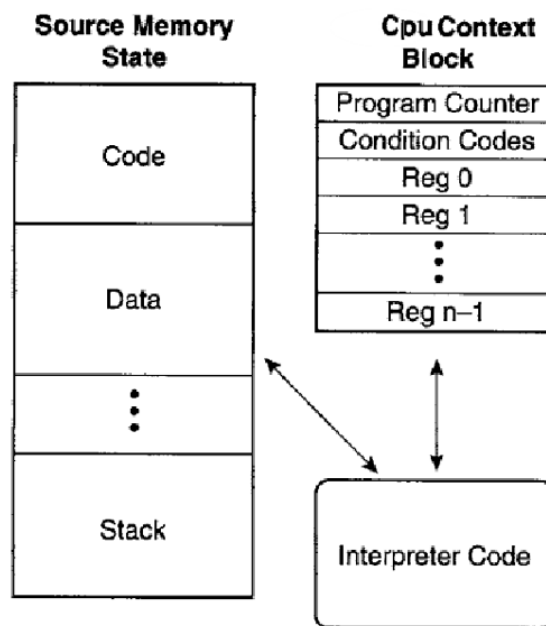 Source Memory
State
Code
Data
Stack
Cpu Context
Block
Program Counter
Condition Codes
Reg 0
Reg 1
Reg n–1
Interpreter Code